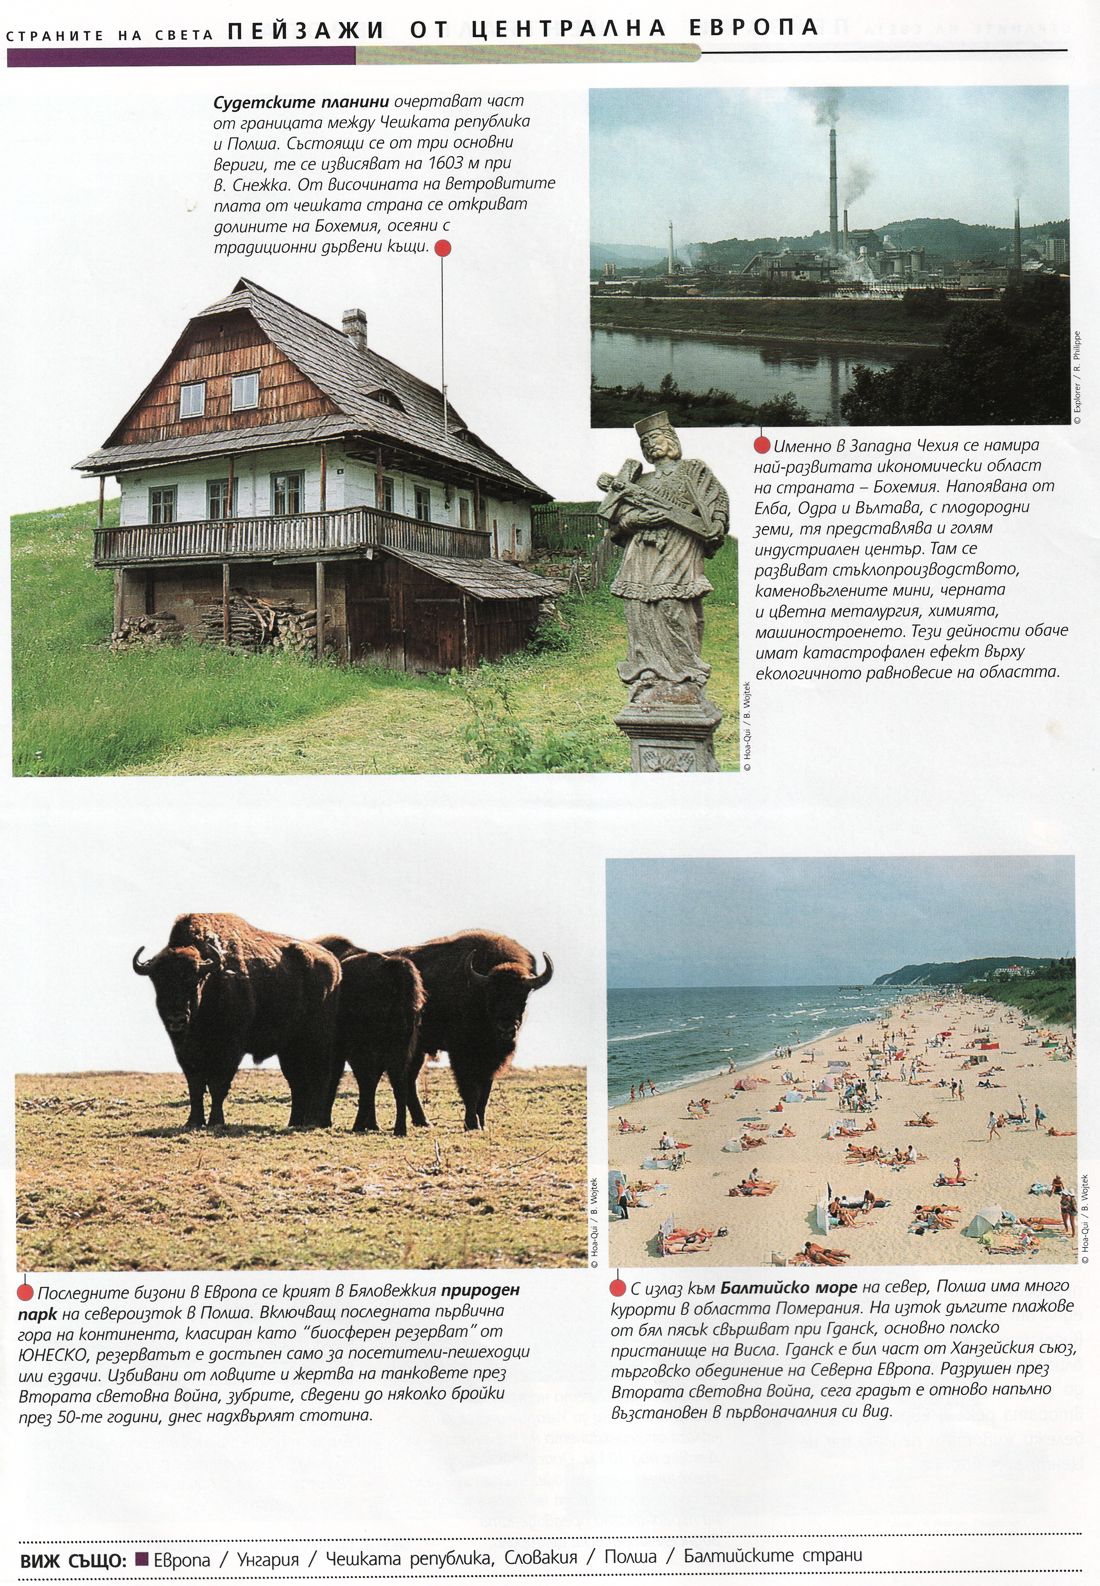 СТРАНИТЕ НА СВЕТА ПЕЙЗАЖИ ОТ ЦЕНТРАЛНА ЕВРОПА
Судетските планини очертават част
от границата между Чешката република
и Полша. Състоящи се от три основни
вериги, те се извисяват на 1603 м при
в. Снежка. От височината на ветровитите
плата от чешката страна се откриват
долините на Бохемия, осеяни с
традиционни дървени къщи.
© Explorer / R. Philippe
Именно в Западна Чехия се намира
най-развитата икономически област
на страната – Бохемия. Напоявана от
Елба, Одра и Вълтава, с плодородни
земи, тя представлява и голям
индустриален център. Там се
развиват стъклопроизводството,
каменовъглените мини, черната
и цветна металургия, химията,
машиностроенето. Тези дейности обаче
имат катастрофален ефект върху
екологичното равновесие на областта.
© Hoa-Qui / B. Wojtek
© Hoa-Qui / B. Wojtek
Последните бизони в Европа се крият в Бяловежкия природен
парк на североизток в Полша. Включващ последната първична
гора на континента, класиран като “биосферен резерват” от
ЮНЕСКО, резерватът е достъпен само за посетители-пешеходци
или ездачи. Избивани от ловците и жертва на танковете през
Втората световна война, зубрите, сведени до няколко бройки
през 50-те години, днес надхвърлят стотина.
© Hoa-Qui / B. Wojtek
С излаз към Балтийско море на север, Полша има много
курорти в областта Померания. На изток дългите плажове
от бял пясък свършват при Гданск, основно полско
пристанище на Висла. Гданск е бил част от Ханзейския съюз,
търговско обединение на Северна Европа. Разрушен през
Втората световна война, сега градът е отново напълно
възстановен в първоначалния си вид.
ВИЖ СЪЩО: Европа / Унгария / Чешката република, Словакия / Полша / Балтийските страни